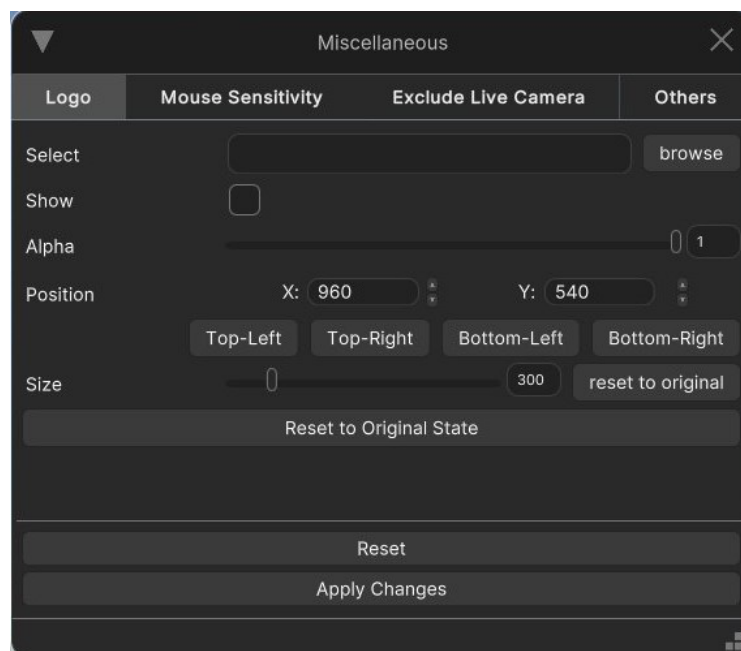 Miscellaneous
Logo Mouse Sensitivity Exclude Live Camera Others
Select browse
Show
Alpha 1
Position X: 960 Y: 540
Top-Left Top-Right Bottom-Left Bottom-Right
Size 300 reset to original
Reset to Original State
Reset
Apply Changes